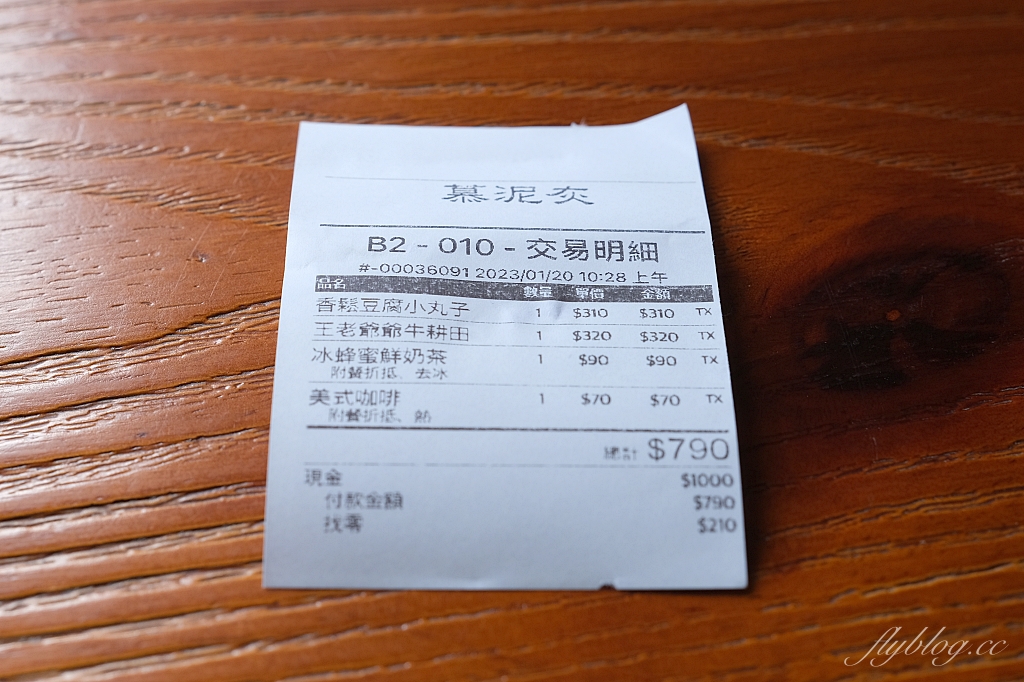 慕泥灰
B2 - 010 - 交易明細
#-00036091 2023/01/20 10:28 上午
品名 數量 單價 金額
香鬆豆腐小丸子 1 $310 $310 TX
王老爺爺牛耕田 1 $320 $320 TX
冰蜂蜜鮮奶茶 1 $90 $90 TX
附餐折抵、去冰
美式咖啡 1 $70 $70 TX
附餐折抵、熱
總計 $790
現金 $1000
付款金額 $790
找零 $210
flyblog.cc